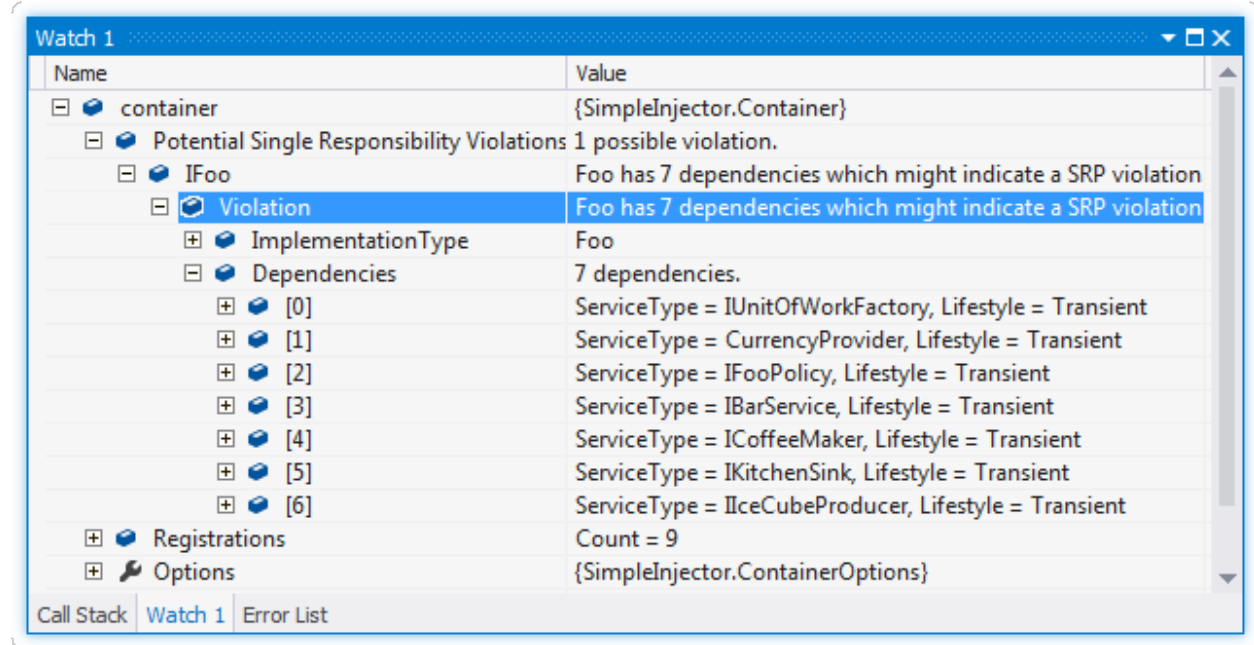 Watch 1
Name Value
container {SimpleInjector.Container}
Potential Single Responsibility Violations 1 possible violation.
IFoo Foo has 7 dependencies which might indicate a SRP violation
Violation Foo has 7 dependencies which might indicate a SRP violation
ImplementationType Foo
Dependencies 7 dependencies.
[0] ServiceType = IUnitOfWorkFactory, Lifestyle = Transient
[1] ServiceType = CurrencyProvider, Lifestyle = Transient
[2] ServiceType = IFooPolicy, Lifestyle = Transient
[3] ServiceType = IBarService, Lifestyle = Transient
[4] ServiceType = ICoffeeMaker, Lifestyle = Transient
[5] ServiceType = IKitchenSink, Lifestyle = Transient
[6] ServiceType = IIceCubeProducer, Lifestyle = Transient
Registrations Count = 9
Options {SimpleInjector.ContainerOptions}
Call Stack Watch 1 Error List